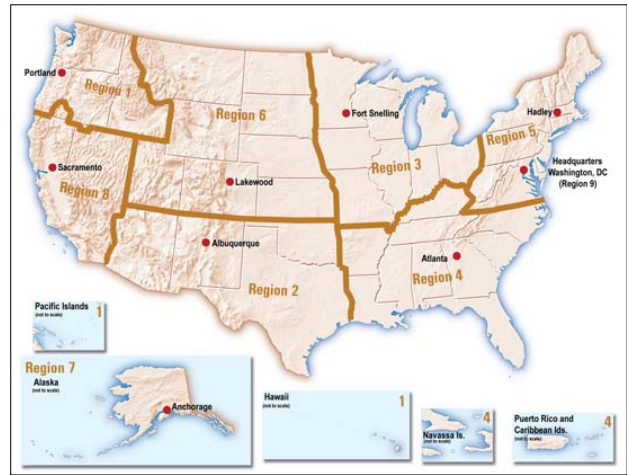 Portland
Region 1
Region 6
Fort Snelling
Hadley
Region 5
Sacramento
Region 8
Lakewood
Region 3
Headquarters
Washington, DC
(Region 9)
Albuquerque
Region 2
Atlanta
Region 4
Pacific Islands
(not to scale)
1
Region 7
Alaska
(not to scale)
Anchorage
Hawaii
(not to scale)
1
4
Navassa Is.
(not to scale)
Puerto Rico and
Caribbean Ids.
(not to scale)
4